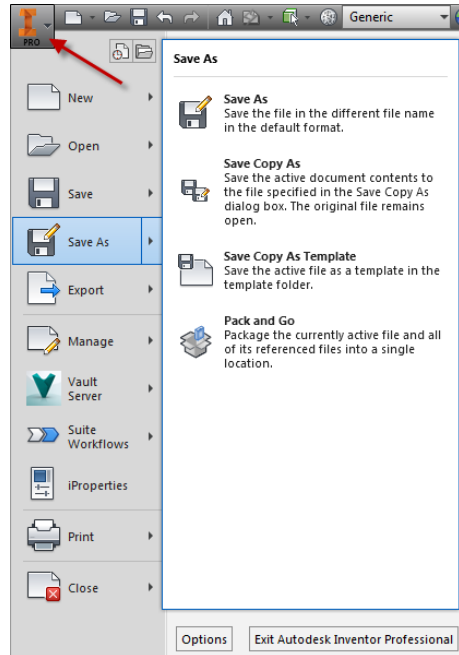 PRO
Generic
New
Open
Save
Save As
Export
Manage
Vault
Server
Suite
Workflows
iProperties
Print
Close
Save As
Save As
Save the file in the different file name
in the default format.
Save Copy As
Save the active document contents to
the file specified in the Save Copy As
dialog box. The original file remains
open.
Save Copy As Template
Save the active file as a template in the
template folder.
Pack and Go
Package the currently active file and all
of its referenced files into a single
location.
Options
Exit Autodesk Inventor Professional